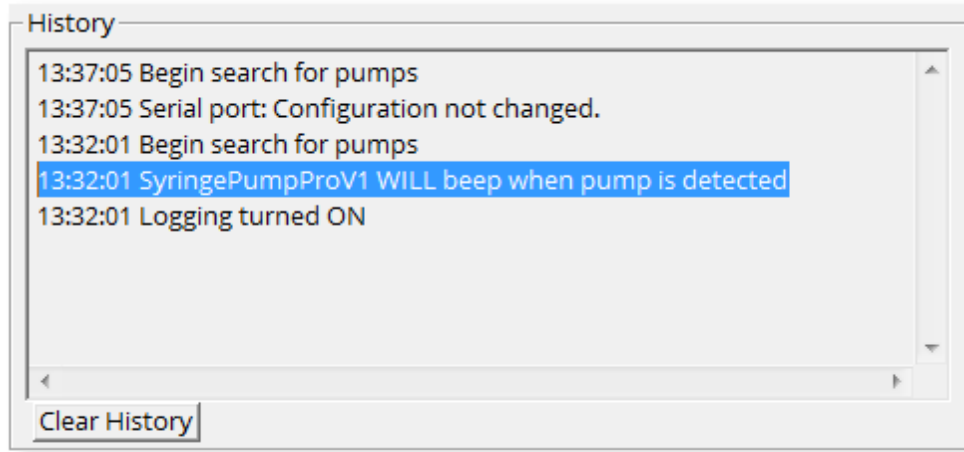 History
13:37:05 Begin search for pumps
13:37:05 Serial port: Configuration not changed.
13:32:01 Begin search for pumps
13:32:01 SyringePumpProV1 WILL beep when pump is detected
13:32:01 Logging turned ON
Clear History